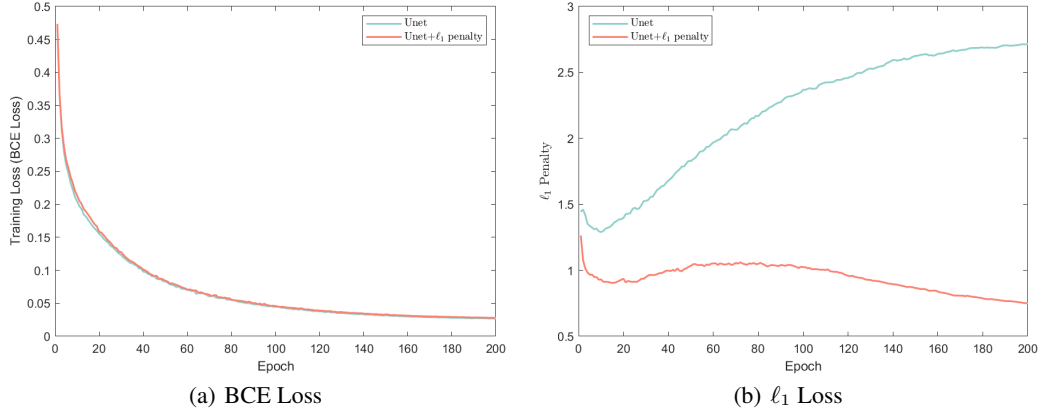 0.5
0.45
0.4
0.35
0.3
0.25
0.2
0.15
0.1
0.05
0
Training Loss (BCE Loss)
0 20 40 60 80 100 120 140 160 180 200
Epoch
Unet
Unet+ℓ₁ penalty
(a) BCE Loss
3
2.5
2
1.5
1
0.5
ℓ₁ Penalty
0 20 40 60 80 100 120 140 160 180 200
Epoch
Unet
Unet+ℓ₁ penalty
(b) ℓ₁ Loss